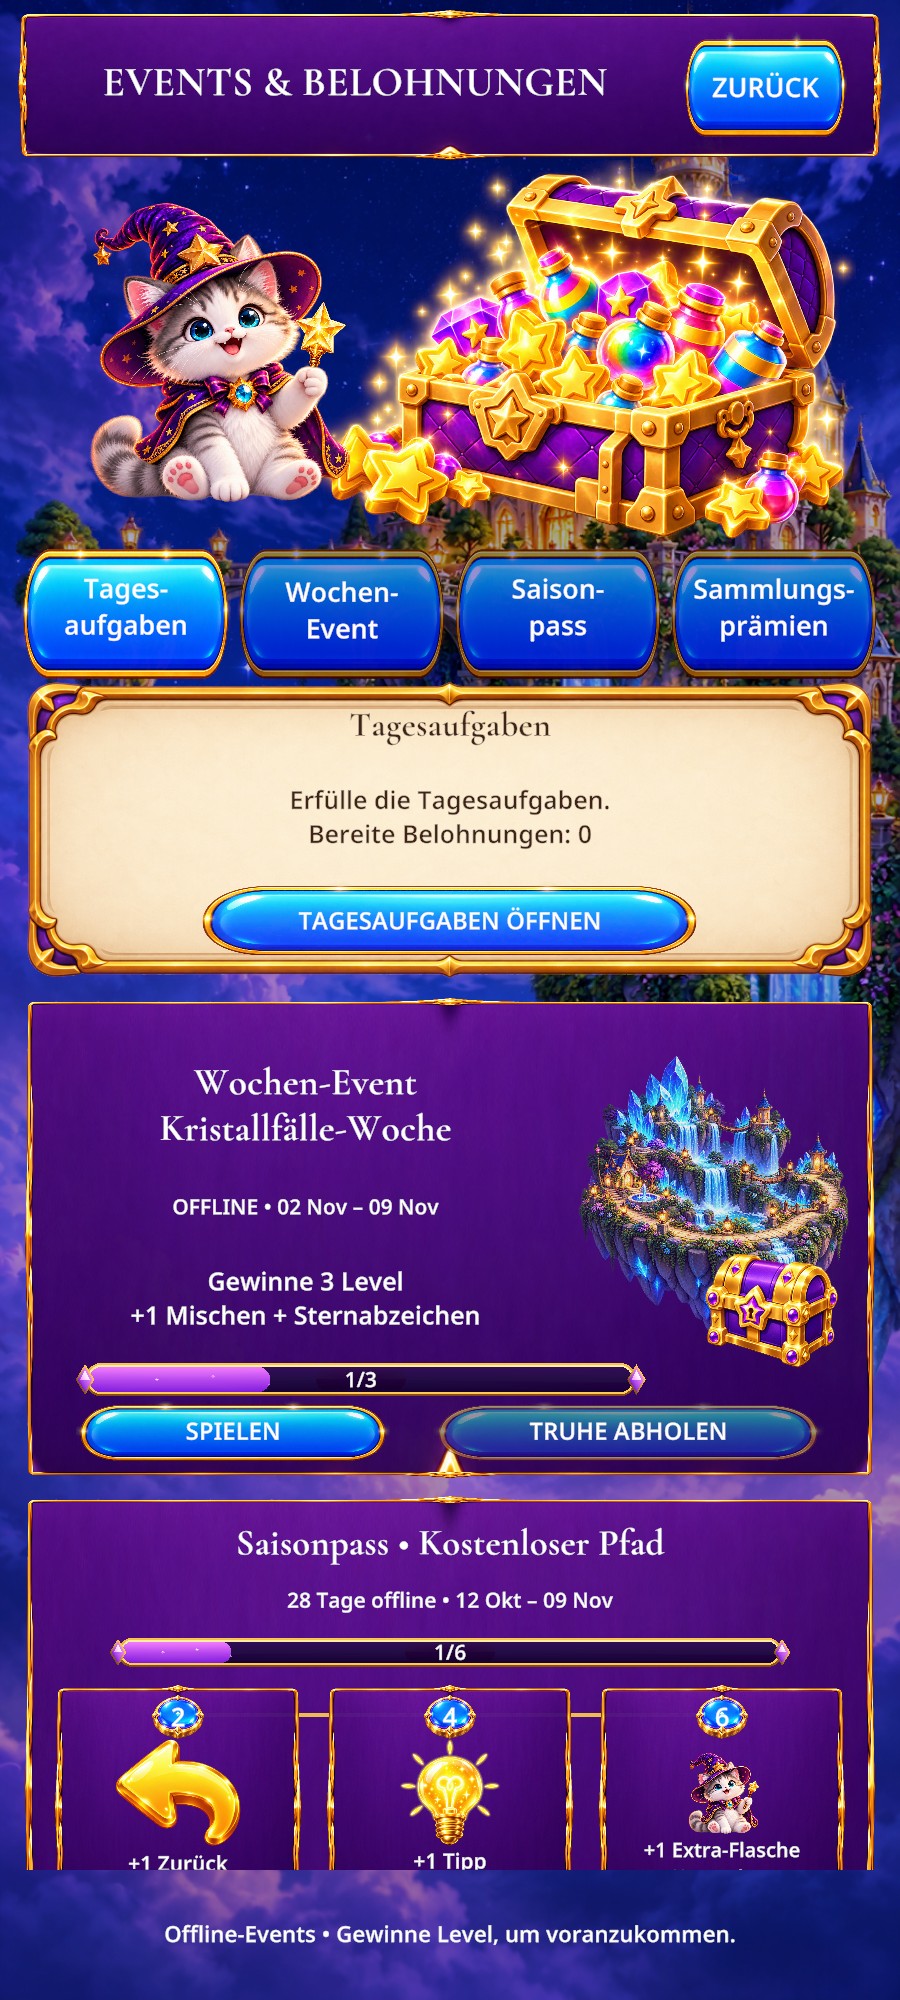 EVENTS & BELOHNUNGEN
ZURÜCK
Tages-
aufgaben
Wochen-
Event
Saison-
pass
Sammlungs-
prämien
Tagesaufgaben
Erfülle die Tagesaufgaben.
Bereite Belohnungen: 0
TAGESAUFGABEN ÖFFNEN
Wochen-Event
Kristallfälle-Woche
OFFLINE • 02 Nov – 09 Nov
Gewinne 3 Level
+1 Mischen + Sternabzeichen
1/3
SPIELEN
TRUHE ABHOLEN
Saisonpass • Kostenloser Pfad
28 Tage offline • 12 Okt – 09 Nov
1/6
2
4
6
+1 Zurück
+1 Tipp
+1 Extra-Flasche
Offline-Events • Gewinne Level, um voranzukommen.